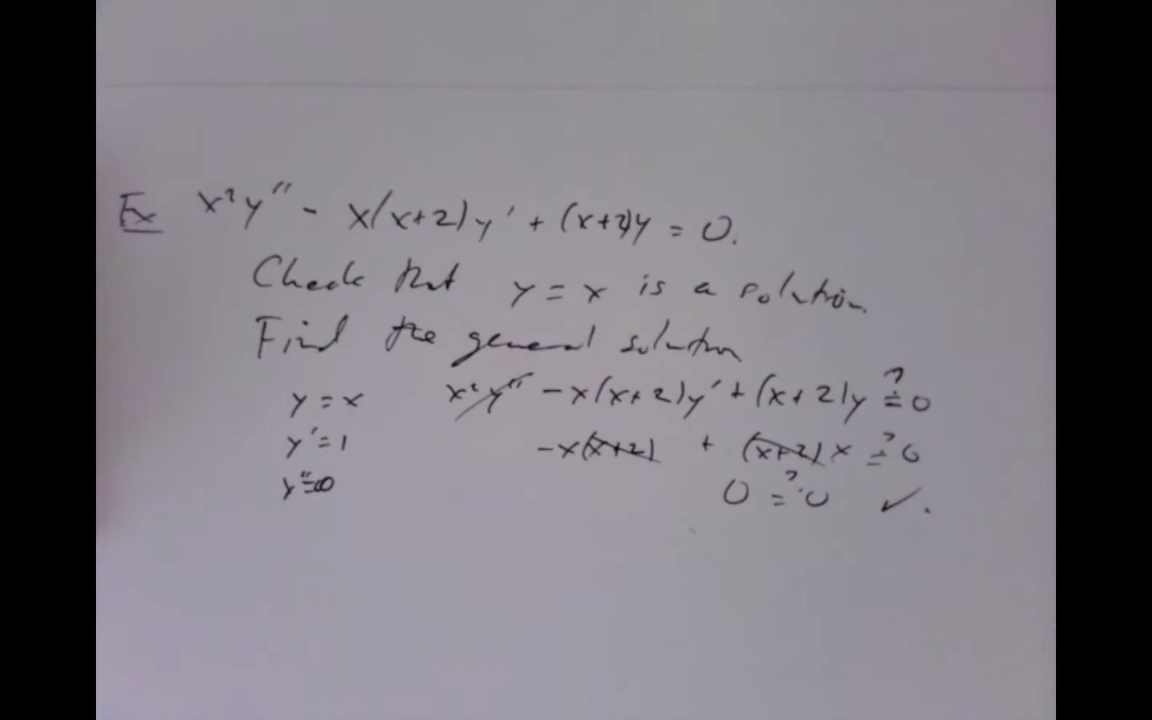 Ex x²y″ - x(x+2)y′ + (x+2)y = 0.
Check that y = x is a solution.
Find the general solution
y = x x²y″ - x(x+2)y′ + (x+2)y ≟ 0
y′ = 1 -x(x+2) + (x+2)x ≟ 0
y″=0 0 ≟ 0 ✓.